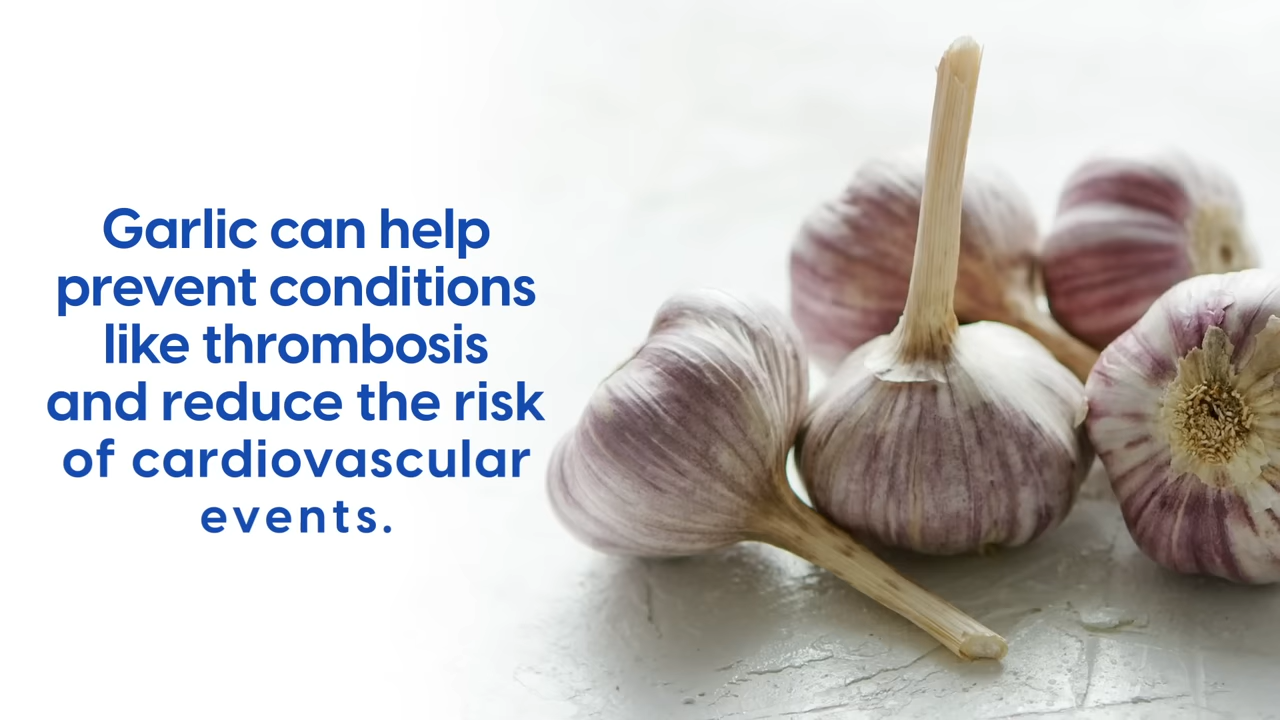 Garlic can help
prevent conditions
like thrombosis
and reduce the risk
of cardiovascular
events.